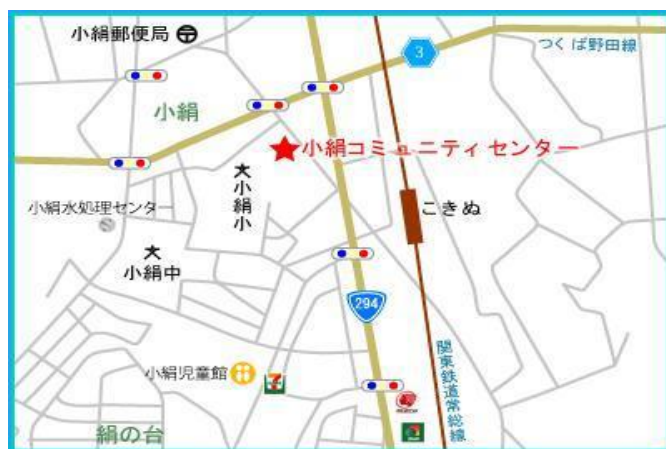 小絹郵便局
3
つくば野田線
小絹
小絹コミュニティセンター
大小絹小
小絹水処理センター
こきぬ
大
小絹中
294
関東鉄道常総線
小絹児童館
7
絹の台